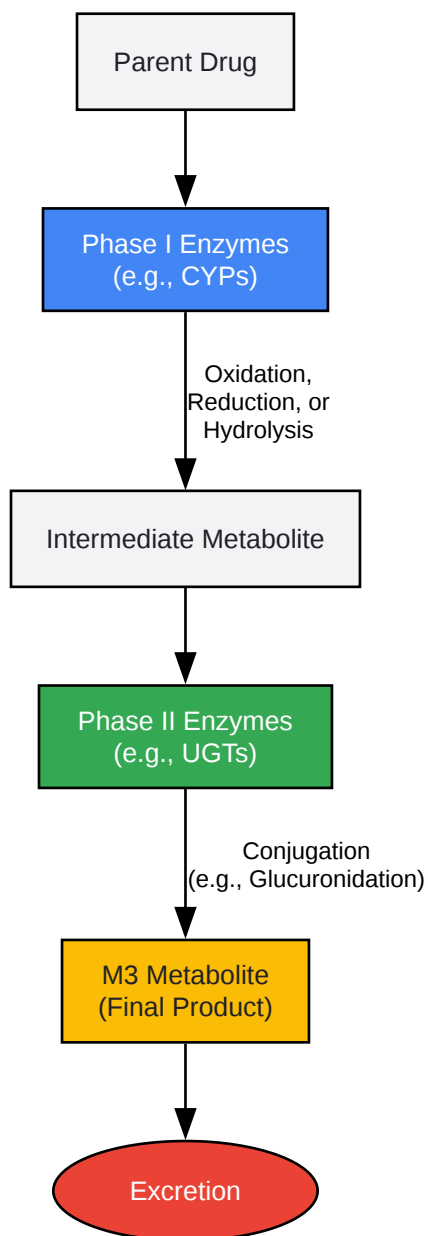 Parent Drug
Phase I Enzymes
(e.g., CYPs)
Oxidation,
Reduction, or
Hydrolysis
Intermediate Metabolite
Phase II Enzymes
(e.g., UGTs)
Conjugation
(e.g., Glucuronidation)
M3 Metabolite
(Final Product)
Excretion